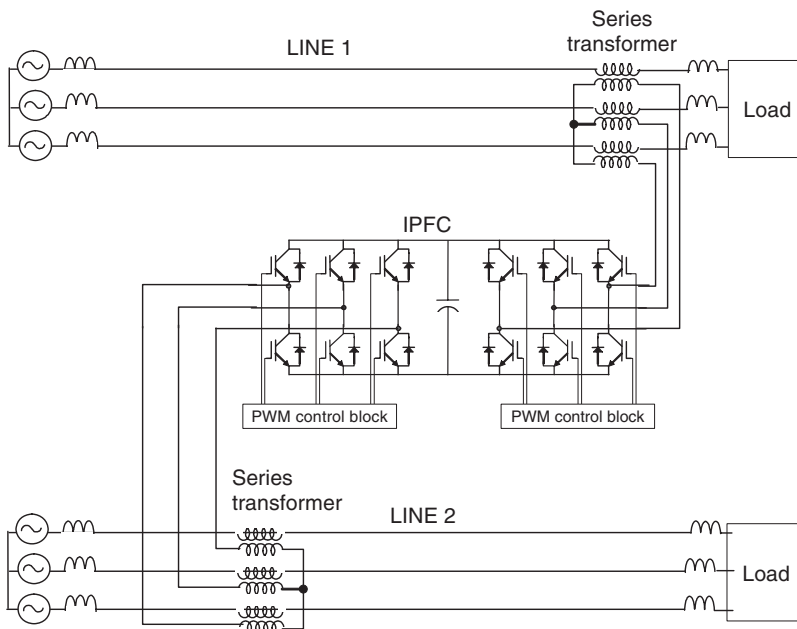 Series
transformer
LINE 1
Load
IPFC
PWM control block
PWM control block
Series
transformer
LINE 2
Load